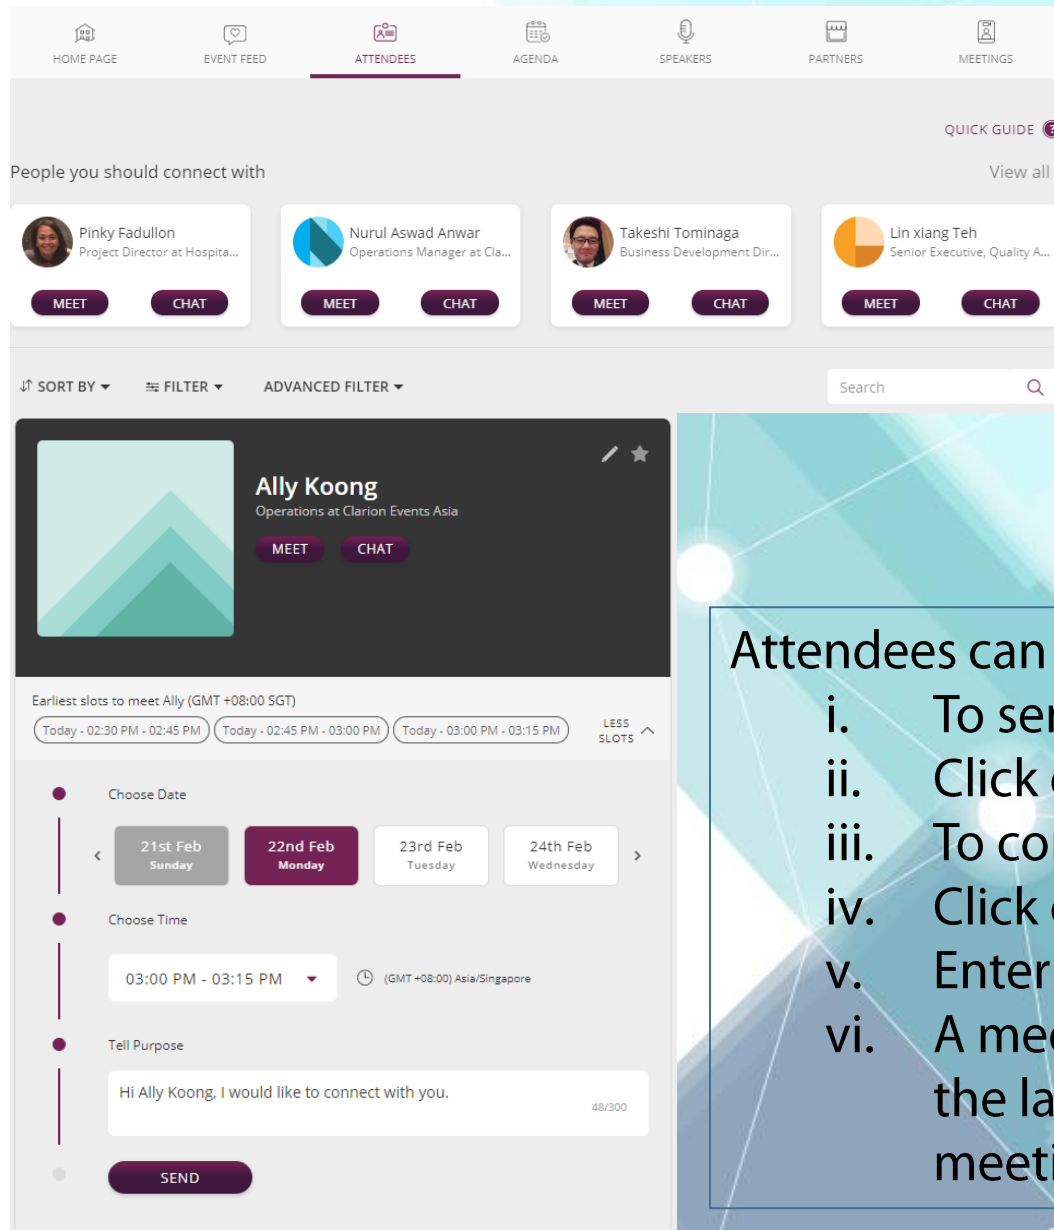 HOME PAGE
EVENT FEED
ATTENDEES
AGENDA
SPEAKERS
PARTNERS
MEETINGS
QUICK GUIDE
People you should connect with
View all
Pinky Fadullon
Project Director at Hospita...
MEET
CHAT
Nurul Aswad Anwar
Operations Manager at Cla...
MEET
CHAT
Takeshi Tominaga
Business Development Dir...
MEET
CHAT
Lin xiang Teh
Senior Executive, Quality A...
MEET
CHAT
SORT BY
FILTER
ADVANCED FILTER
Search
Ally Koong
Operations at Clarion Events Asia
MEET
CHAT
Earliest slots to meet Ally (GMT +08:00 SGT)
Today - 02:30 PM - 02:45 PM
Today - 02:45 PM - 03:00 PM
Today - 03:00 PM - 03:15 PM
LESS
SLOTS
Choose Date
21st Feb
Sunday
22nd Feb
Monday
23rd Feb
Tuesday
24th Feb
Wednesday
Choose Time
03:00 PM - 03:15 PM
(GMT +08:00) Asia/Singapore
Tell Purpose
Hi Ally Koong, I would like to connect with you.
48/300
SEND
Attendees can
i. To
ii. Click
iii. To
iv. Click
v. Enter
vi. A
the